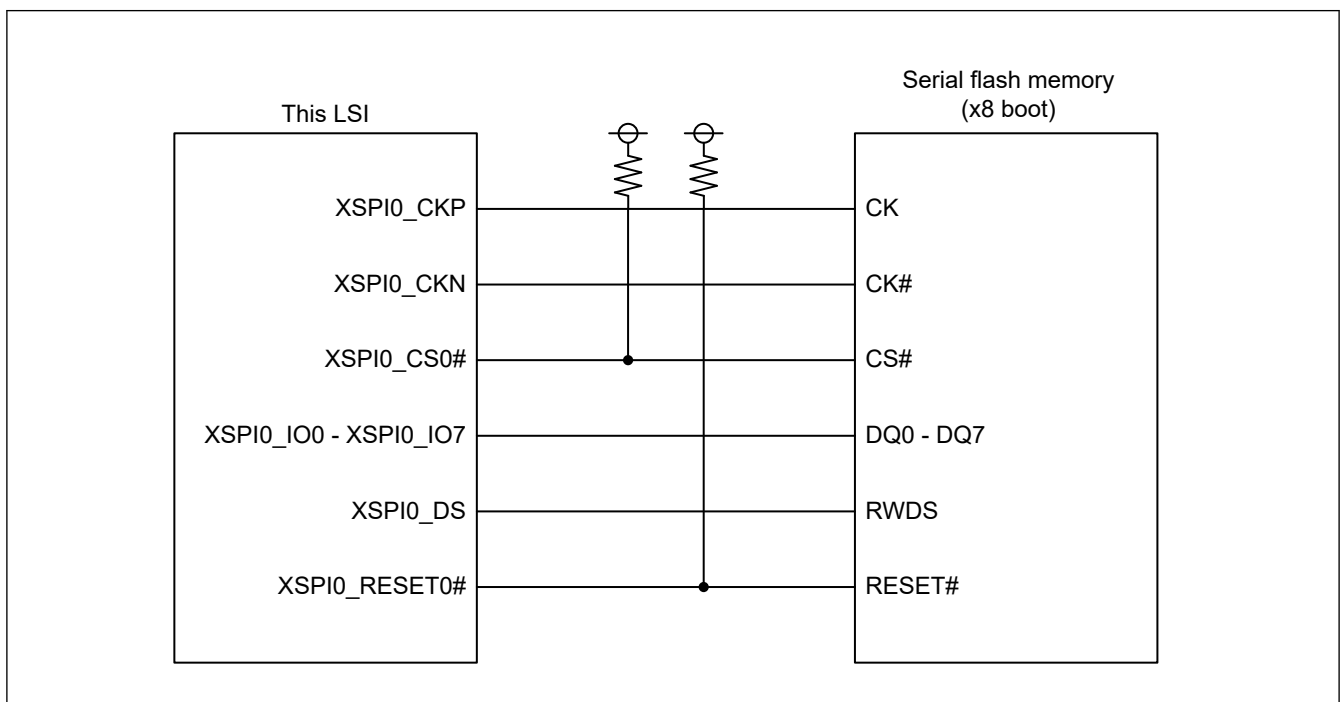 Serial flash memory
(x8 boot)
This LSI
XSPI0_CKP
CK
XSPI0_CKN
CK#
XSPI0_CS0#
CS#
XSPI0_IO0 - XSPI0_IO7
DQ0 - DQ7
XSPI0_DS
RWDS
XSPI0_RESET0#
RESET#